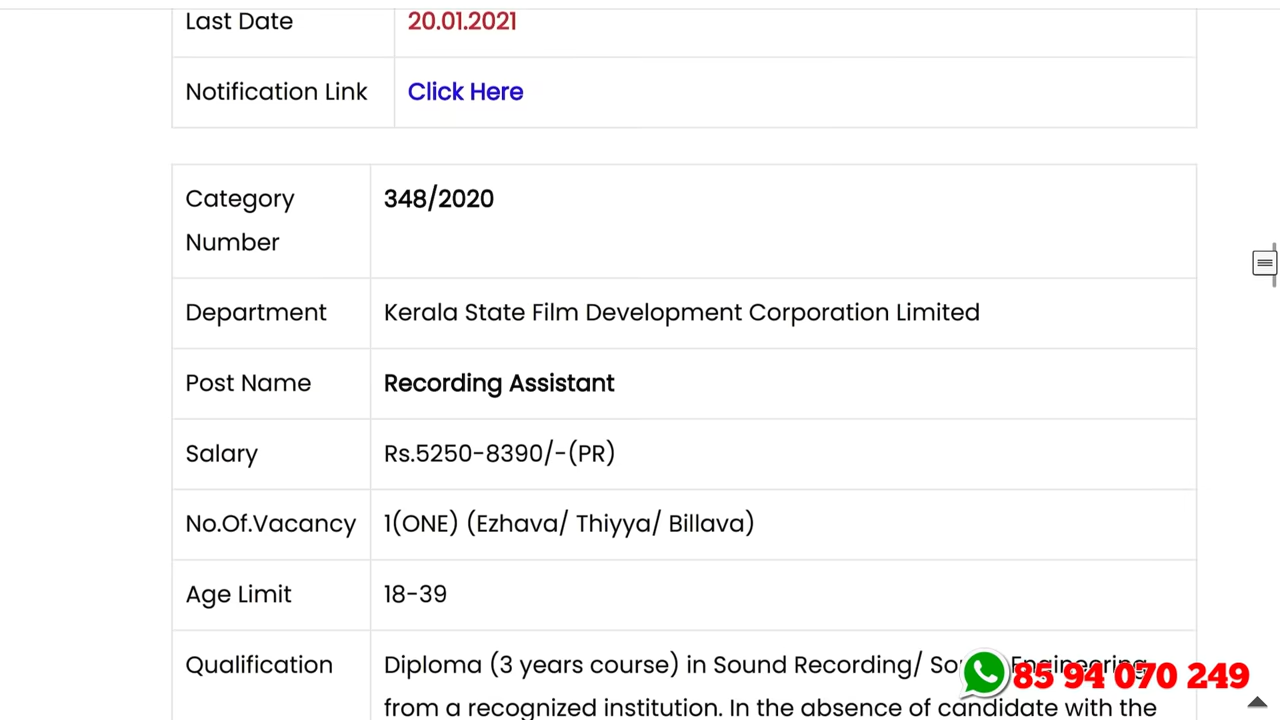 Last Date 20.01.2021
Notification Link Click Here
Category 348/2020
Number
Department Kerala State Film Development Corporation Limited
Post Name Recording Assistant
Salary Rs.5250-8390/-(PR)
No.Of.Vacancy 1(ONE) (Ezhava/ Thiyya/ Billava)
Age Limit 18-39
Qualification Diploma (3 years course) in Sound Recording/ Engineering
from a recognized institution. In the absence of candidate with the
85 94 070 249